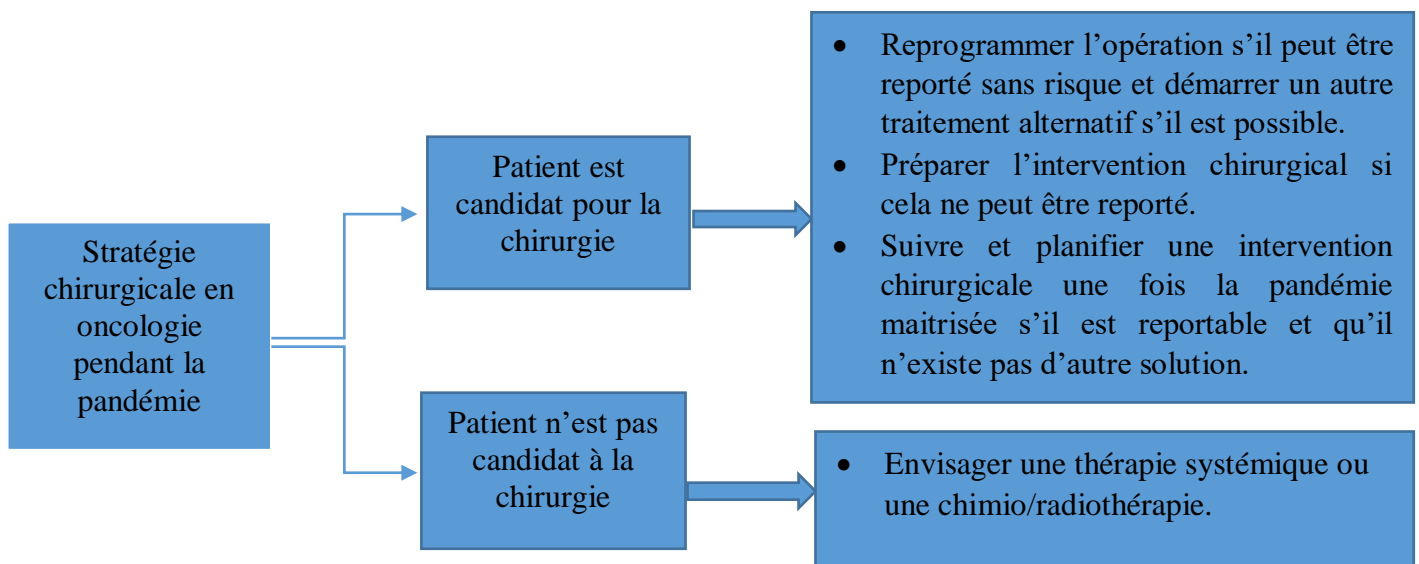 Stratégie
chirurgicale en
oncologie
pendant la
pandémie
Patient est
candidat pour la
chirurgie
• Reprogrammer l’opération s’il peut être
reporté sans risque et démarrer un autre
traitement alternatif s’il est possible.
• Préparer l’intervention chirurgical si
cela ne peut être reporté.
• Suivre et planifier une intervention
chirurgicale une fois la pandémie
maitrisée s’il est reportable et qu’il
n’existe pas d’autre solution.
Patient n’est pas
candidat à la
chirurgie
• Envisager une thérapie systémique ou
une chimio/radiothérapie.